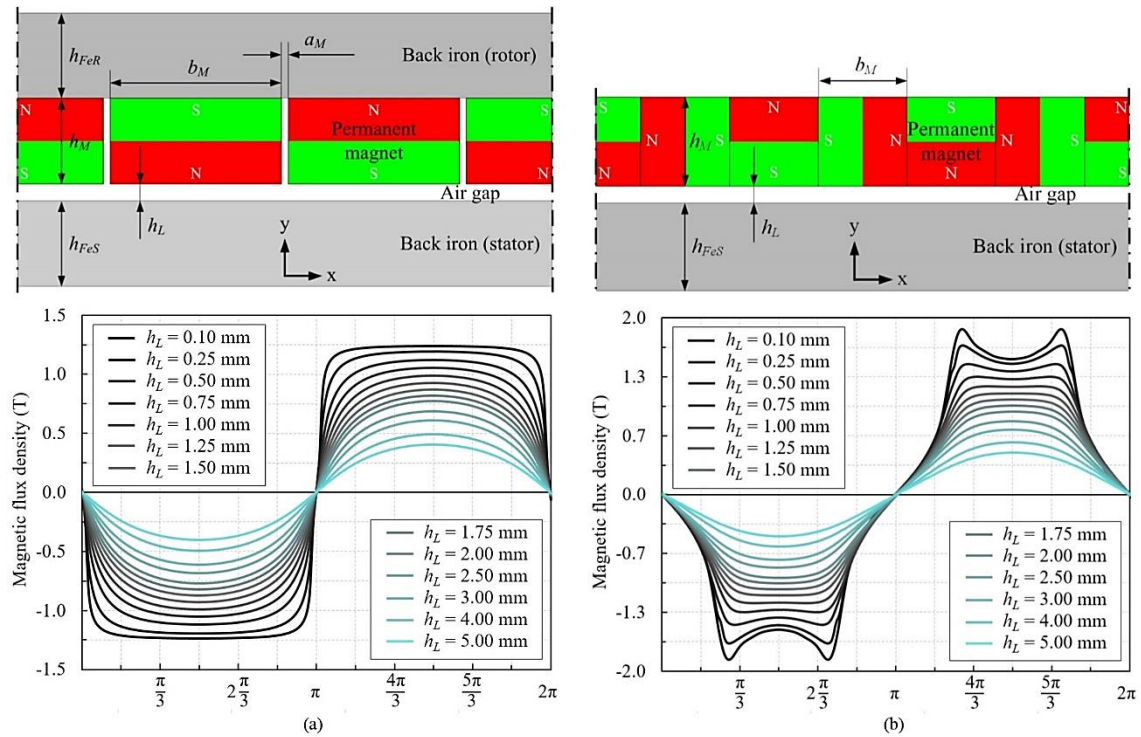 h_FeR
a_M
Back iron (rotor)
b_M
N S N S
h_M
Permanent
magnet
S N S N
Air gap
h_L
h_FeS
Back iron (stator)
y
x
b_M
S N S N
N S h_M S N Permanent N S
magnet
N S N S
Air gap
h_L
h_FeS
Back iron (stator)
y
x
Magnetic flux density (T)
1.5
1.0
0.5
0.0
-0.5
-1.0
-1.5
h_L = 0.10 mm
h_L = 0.25 mm
h_L = 0.50 mm
h_L = 0.75 mm
h_L = 1.00 mm
h_L = 1.25 mm
h_L = 1.50 mm
h_L = 1.75 mm
h_L = 2.00 mm
h_L = 2.50 mm
h_L = 3.00 mm
h_L = 4.00 mm
h_L = 5.00 mm
π/3 2π/3 π 4π/3 5π/3 2π
(a)
Magnetic flux density (T)
2.0
1.3
0.7
0.0
-0.7
-1.3
-2.0
h_L = 0.10 mm
h_L = 0.25 mm
h_L = 0.50 mm
h_L = 0.75 mm
h_L = 1.00 mm
h_L = 1.25 mm
h_L = 1.50 mm
h_L = 1.75 mm
h_L = 2.00 mm
h_L = 2.50 mm
h_L = 3.00 mm
h_L = 4.00 mm
h_L = 5.00 mm
π/3 2π/3 π 4π/3 5π/3 2π
(b)